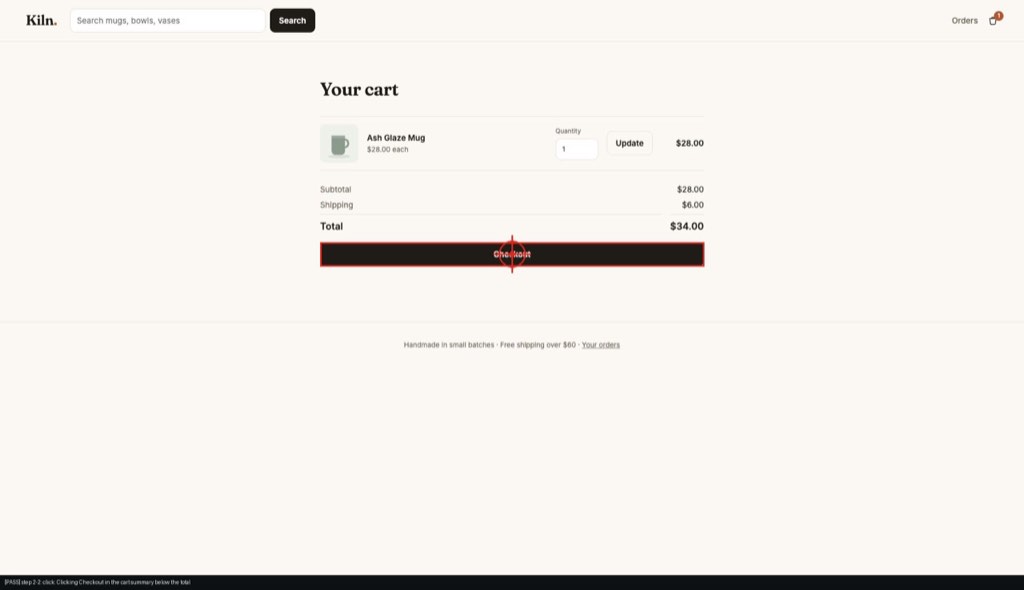 Kiln.
Search mugs, bowls, vases
Search
Orders
1
Your cart
Ash Glaze Mug
$28.00 each
Quantity
1
Update
$28.00
Subtotal
$28.00
Shipping
$6.00
Total
$34.00
Checkout
Handmade in small batches · Free shipping over $60 · Your orders
[PASS] step 2-2 click: Clicking Checkout in the cart summary below the total